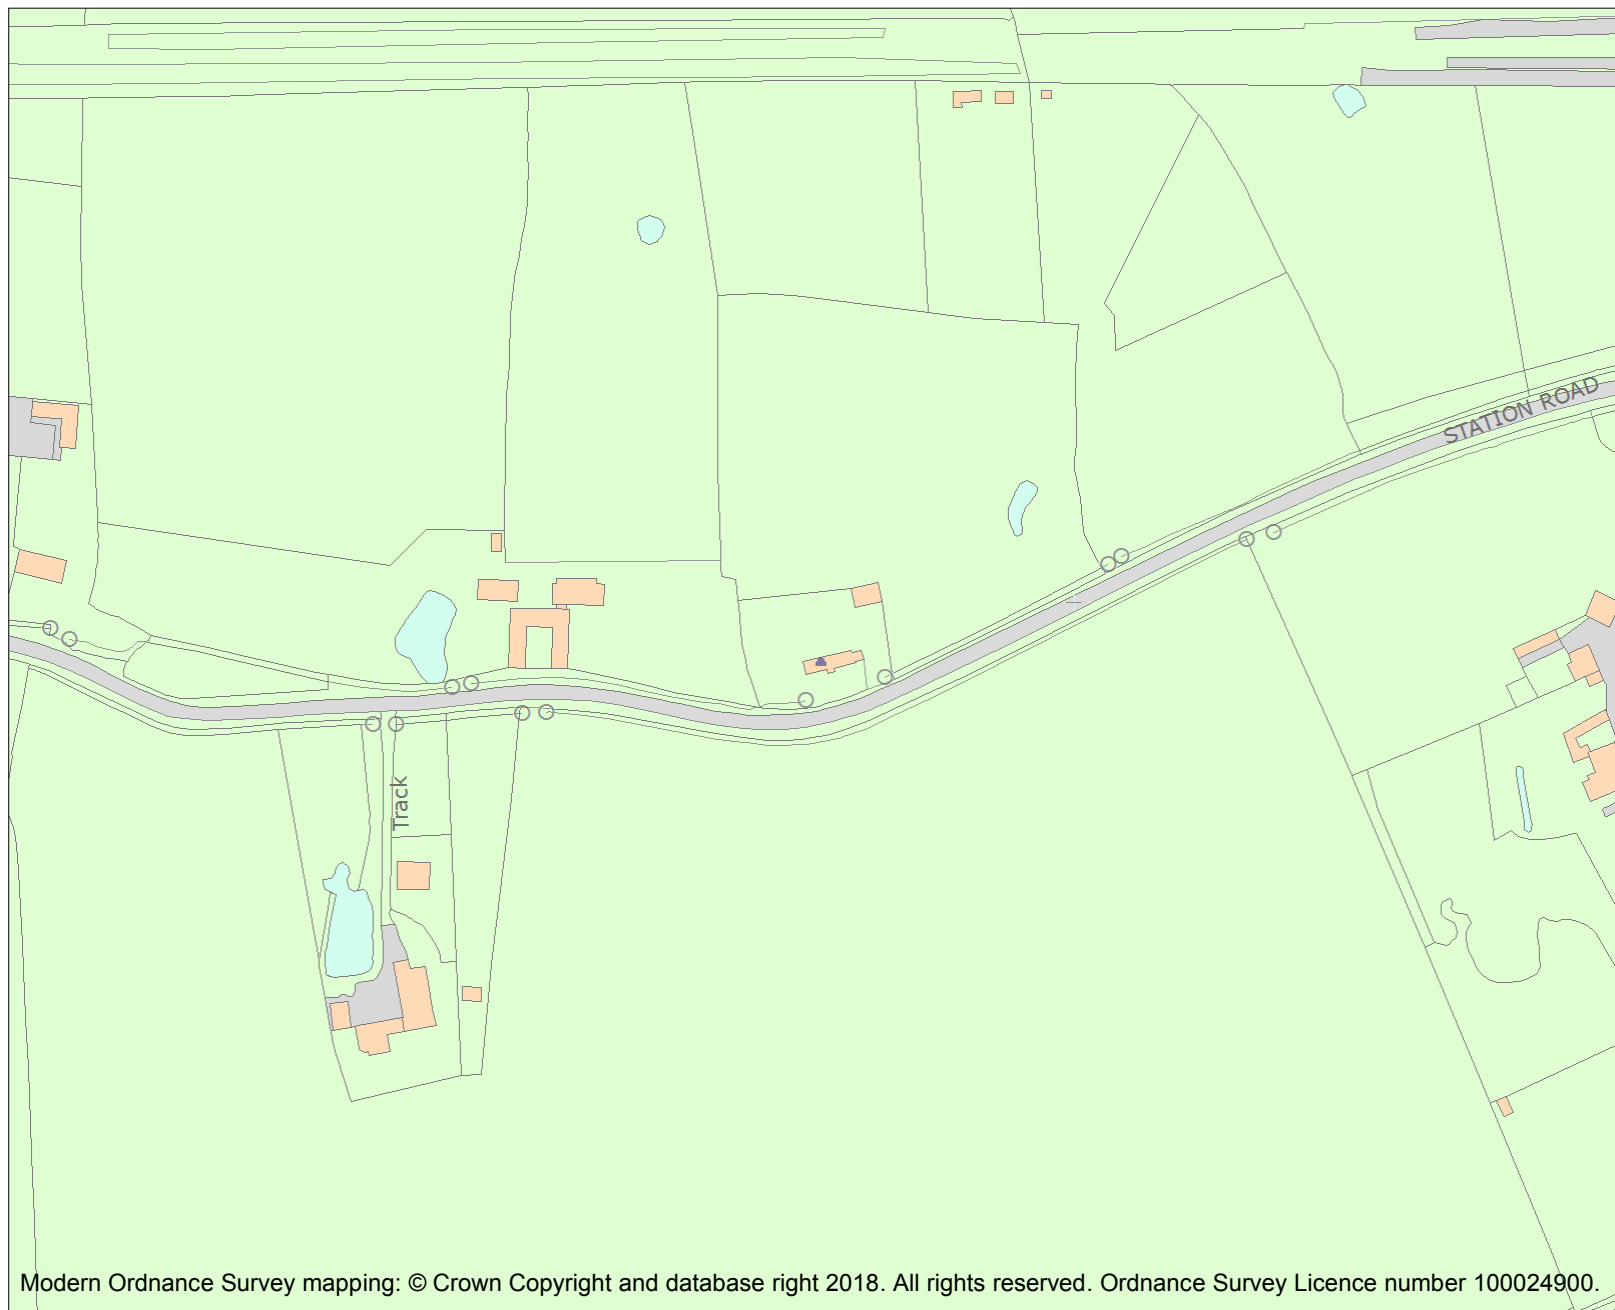 STATION ROAD
Track
Modern Ordnance Survey mapping: © Crown Copyright and database right 2018. All rights reserved. Ordnance Survey Licence number 100024900.